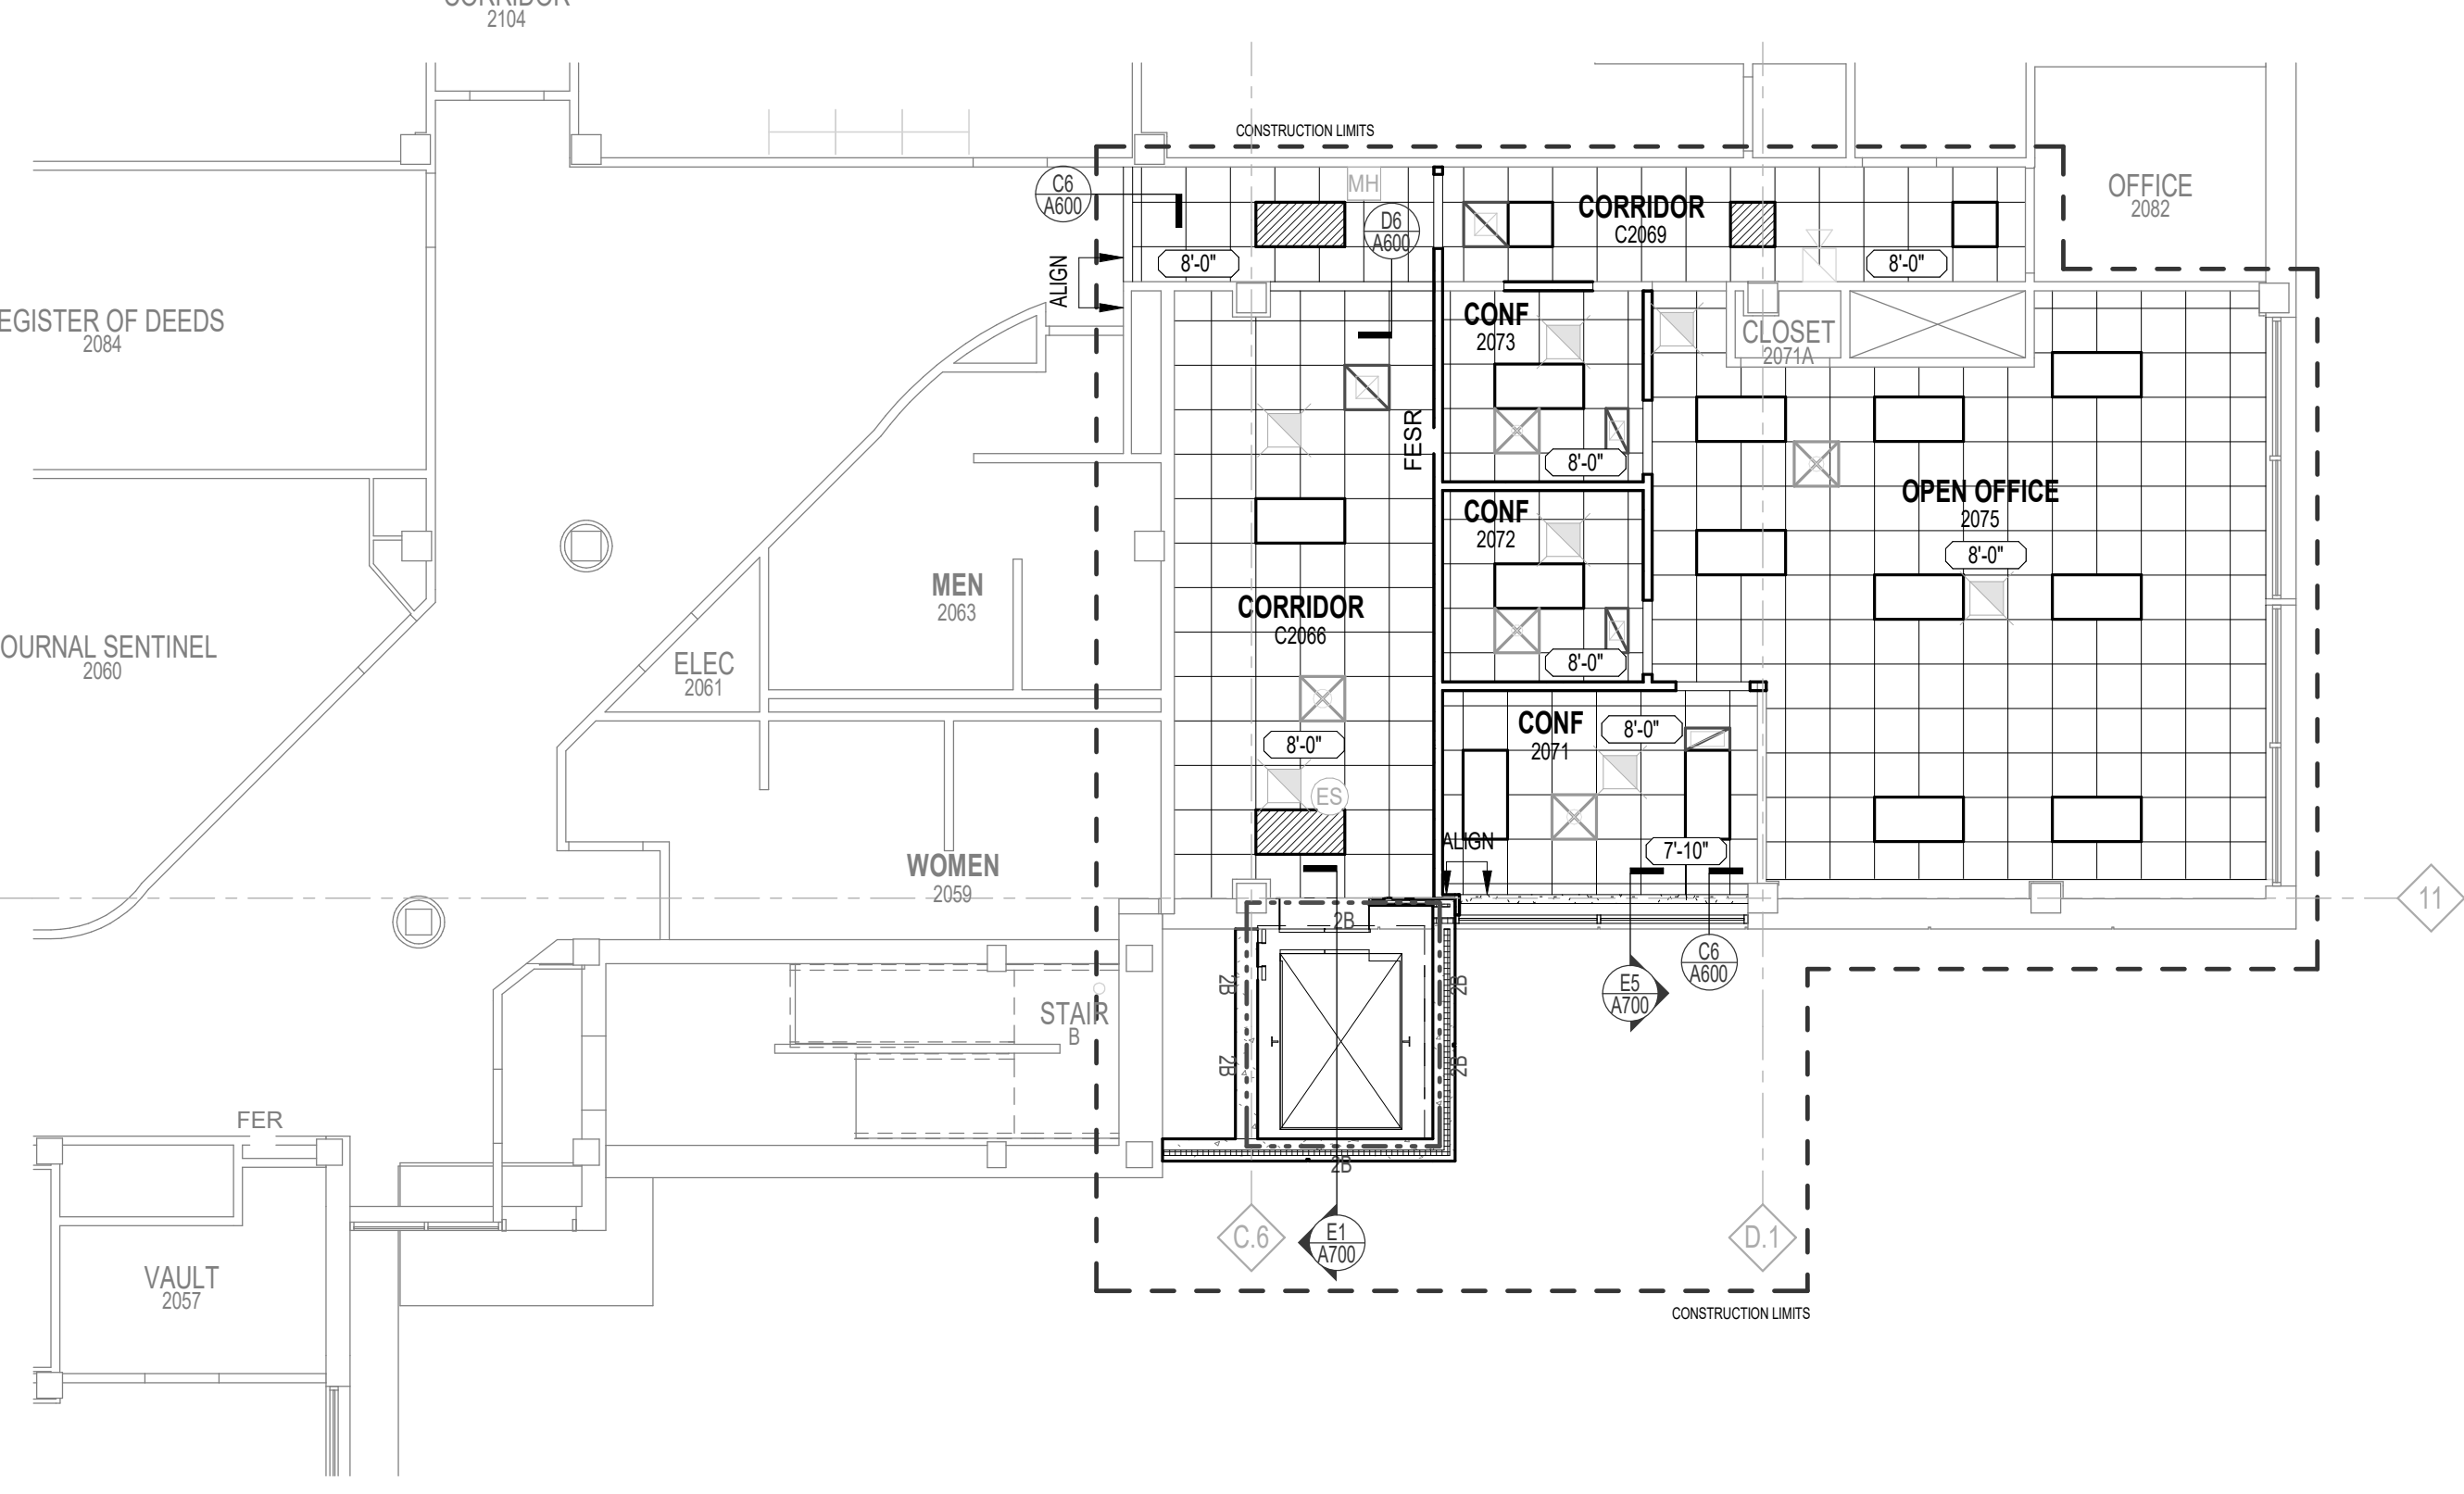 2104
CONSTRUCTION LIMITS
C6
A600
MH
D6
A600
CORRIDOR
C2069
OFFICE
2082
8'-0"
8'-0"
ALIGN
EGISTER OF DEEDS
2084
CONF
2073
CLOSET
2071A
FESR
8'-0"
OPEN OFFICE
2075
8'-0"
CONF
2072
MEN
2063
CORRIDOR
C2066
OURNAL SENTINEL
2060
ELEC
2061
8'-0"
CONF
2071
8'-0"
8'-0"
ES
ALIGN
7'-10"
WOMEN
2059
11
2B
2B
2B
E5
A700
C6
A600
STAIR
B
2B
2B
FER
2B
C.6
E1
A700
D.1
VAULT
2057
CONSTRUCTION LIMITS